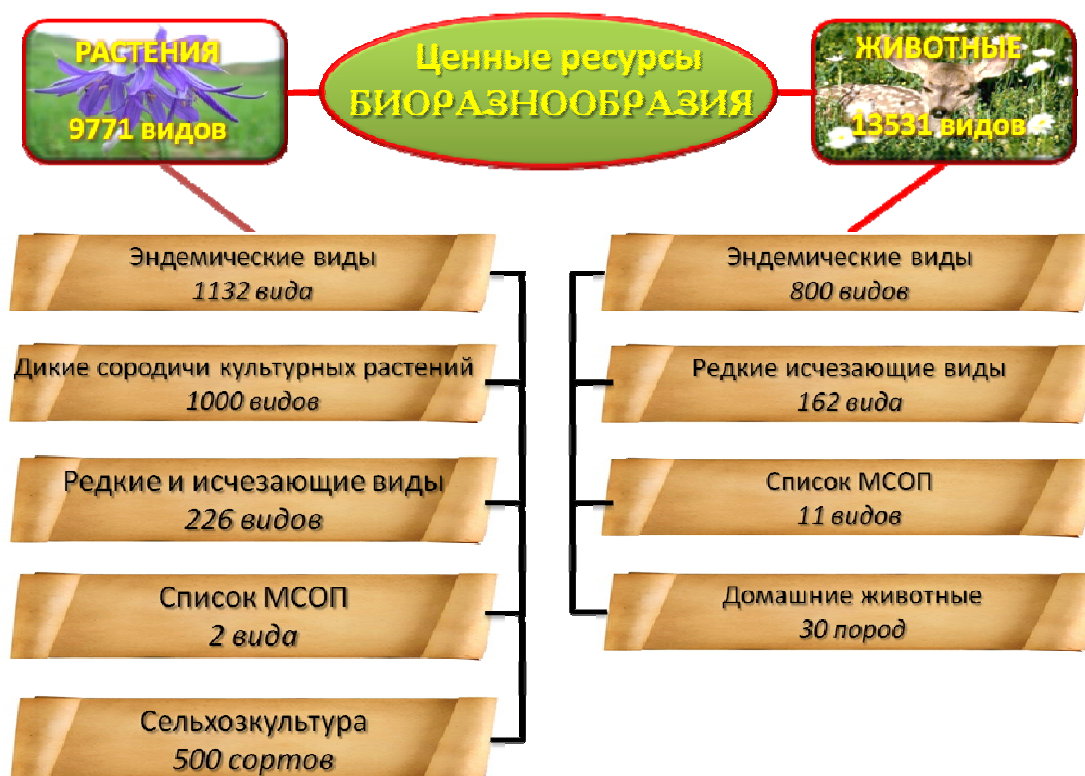 Ценные ресурсы
БИОРАЗНООБРАЗИЯ
РАСТЕНИЯ
9771 видов
ЖИВОТНЫЕ
13531 видов
Эндемические виды
1132 вида
Дикие сородичи культурных растений
1000 видов
Редкие и исчезающие виды
226 видов
Список МСОП
2 вида
Сельхозкультура
500 сортов
Эндемические виды
800 видов
Редкие исчезающие виды
162 вида
Список МСОП
11 видов
Домашние животные
30 пород